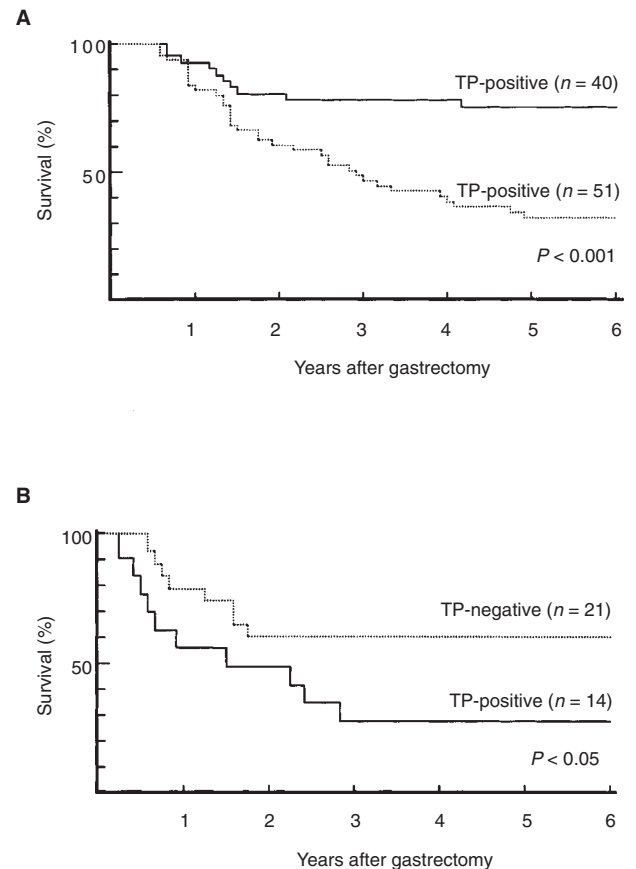 A
100
TP-positive (n = 40)
Survival (%)
50
TP-positive (n = 51)
P < 0.001
1 2 3 4 5 6
Years after gastrectomy
B
100
TP-negative (n = 21)
Survival (%)
50
TP-positive (n = 14)
P < 0.05
1 2 3 4 5 6
Years after gastrectomy